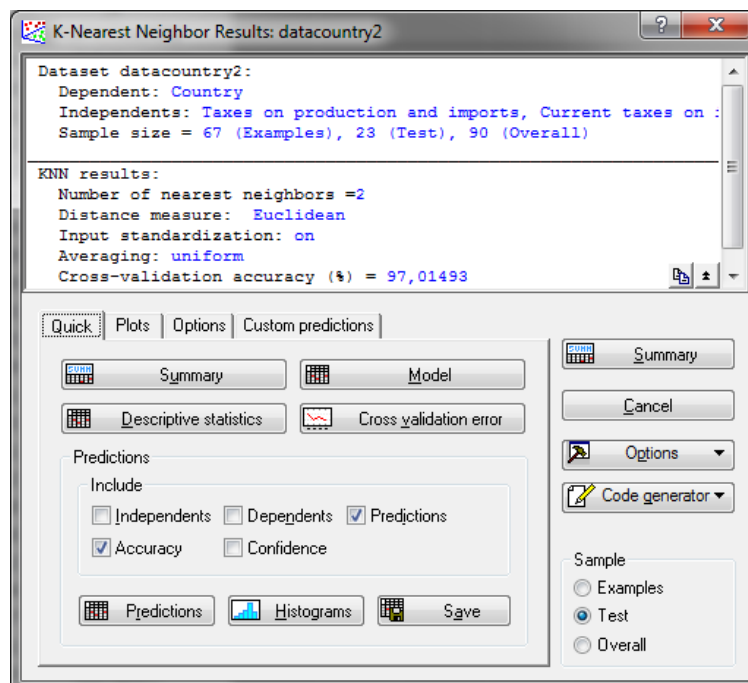 K-Nearest Neighbor Results: datacountry2
Dataset datacountry2:
Dependent: Country
Independents: Taxes on production and imports, Current taxes on
Sample size = 67 (Examples), 23 (Test), 90 (Overall)
KNN results:
Number of nearest neighbors =2
Distance measure: Euclidean
Input standardization: on
Averaging: uniform
Cross-validation accuracy (%) = 97,01493
Quick Plots Options Custom predictions
Summary Model
Descriptive statistics Cross validation error
Predictions
Include
Independents Dependents Predictions
Accuracy Confidence
Predictions Histograms Save
Summary
Cancel
Options
Code generator
Sample
Examples
Test
Overall